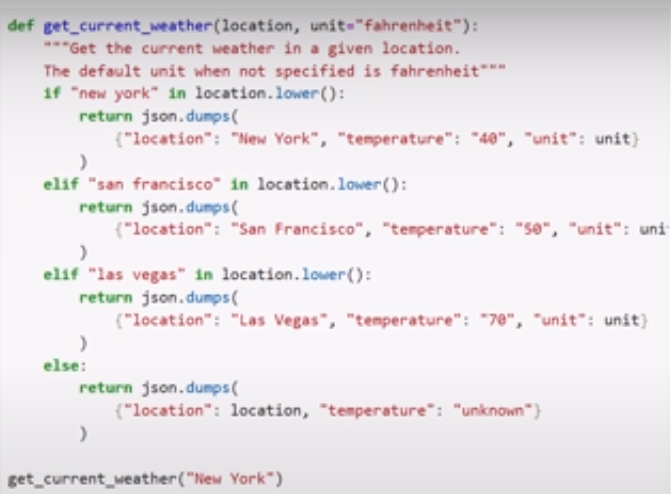 def get_current_weather(location, unit="fahrenheit"):
    """Get the current weather in a given location.
    The default unit when not specified is fahrenheit"""
    if "new york" in location.lower():
        return json.dumps(
            {"location": "New York", "temperature": "40", "unit": unit}
        )
    elif "san francisco" in location.lower():
        return json.dumps(
            {"location": "San Francisco", "temperature": "50", "unit": uni
        )
    elif "las vegas" in location.lower():
        return json.dumps(
            {"location": "Las Vegas", "temperature": "70", "unit": unit}
        )
    else:
        return json.dumps(
            {"location": location, "temperature": "unknown"}
        )
get_current_weather("New York")